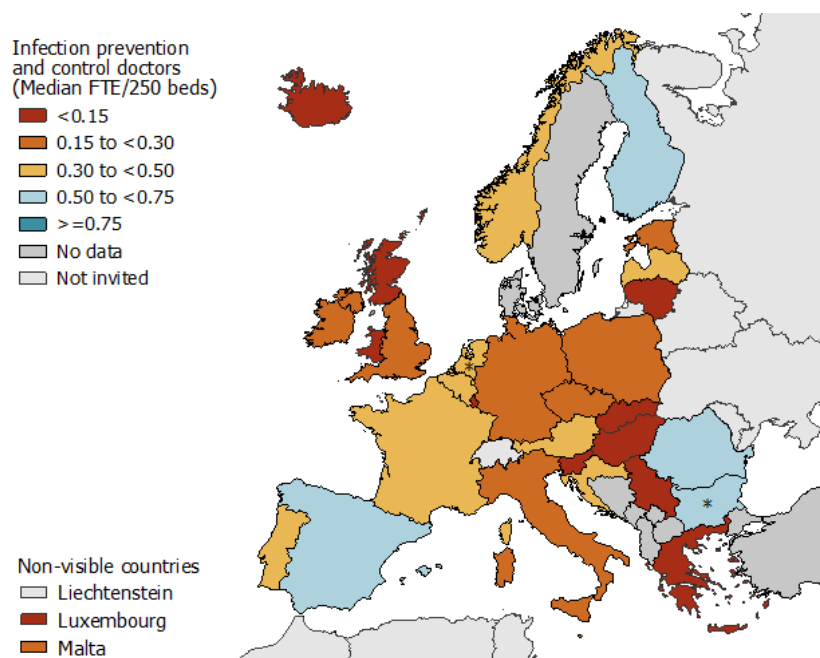 Infection prevention
and control doctors
(Median FTE/250 beds)
<0.15
0.15 to <0.30
0.30 to <0.50
0.50 to <0.75
>=0.75
No data
Not invited
*
*
Non-visible countries
Liechtenstein
Luxembourg
Malta